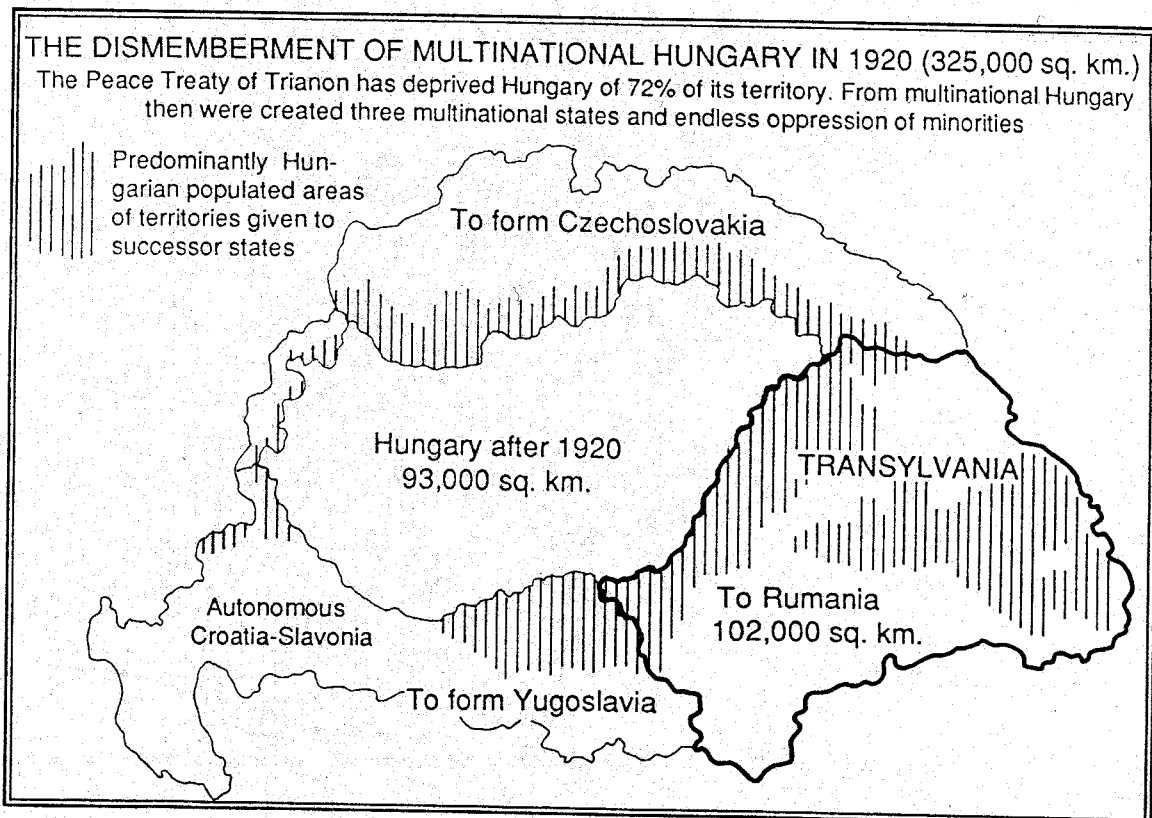 THE DISMEMBERMENT OF MULTINATIONAL HUNGARY IN 1920 (325,000 sq. km.)
The Peace Treaty of Trianon has deprived Hungary of 72% of its territory. From multinational Hungary
then were created three multinational states and endless oppression of minorities
Predominantly Hun-
garian populated areas
of territories given to
successor states
To form Czechoslovakia
Hungary after 1920
93,000 sq. km.
TRANSYLVANIA
To Rumania
102,000 sq. km.
Autonomous
Croatia-Slavonia
To form Yugoslavia